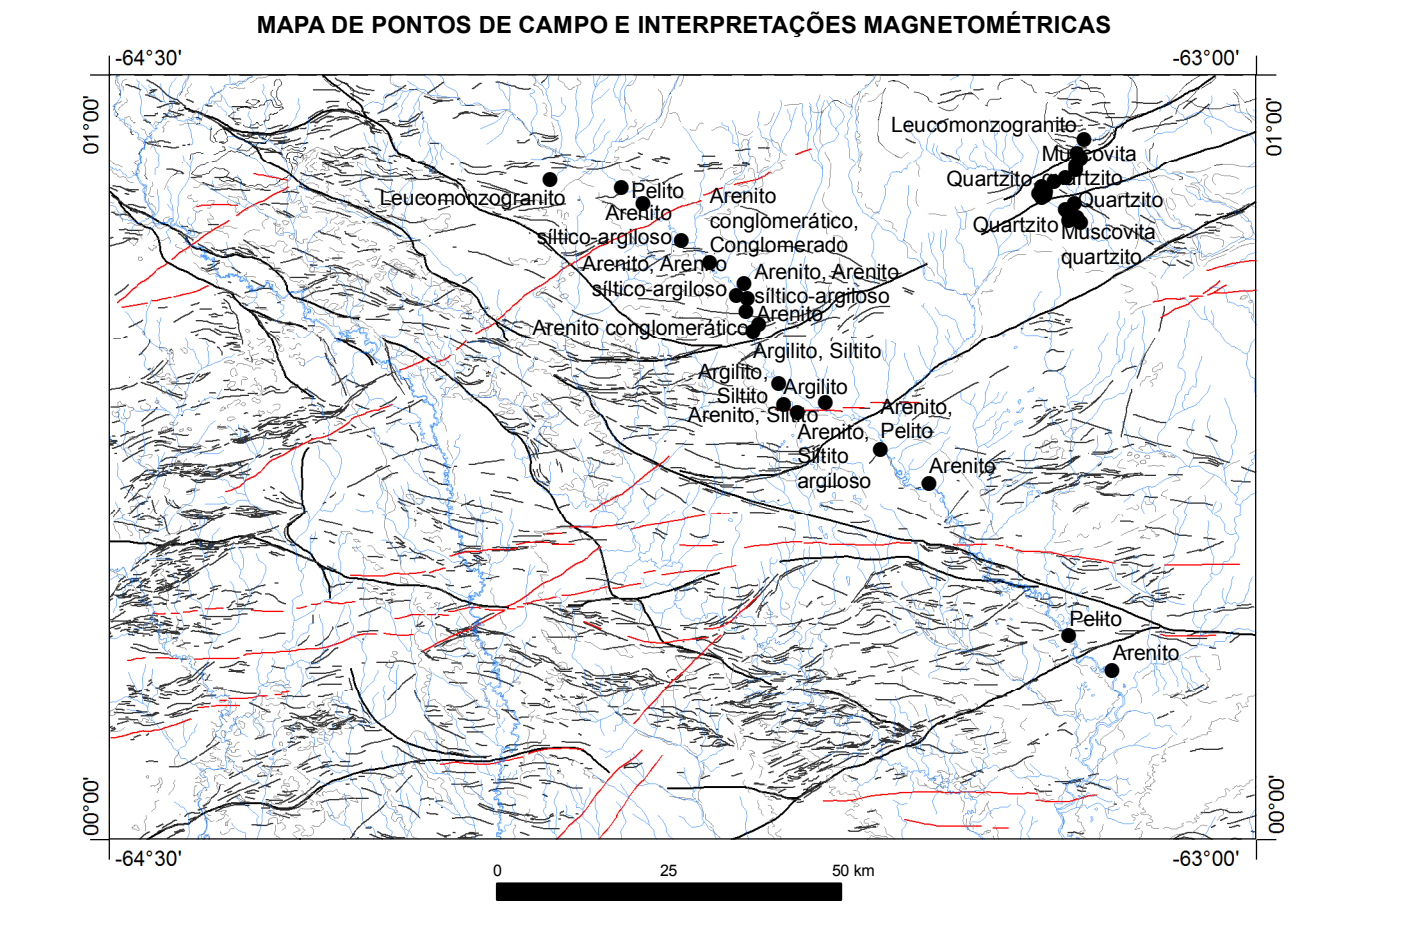 MAPA DE PONTOS DE CAMPO E INTERPRETAÇÕES MAGNETOMÉTRICAS
-64°30'
-63°00'
01°00'
01°00'
Leucomonzogranito
Muscovita
Quartzito quartzito
Quartzito
Quartzito
Muscovita
quartzito
Leucomonzogranito
Pelito
Arenito
síltico-argiloso
Arenito
conglomerático,
Conglomerado
Arenito, Arenito
síltico-argiloso
Arenito, Arenito
síltico-argiloso
Arenito
Arenito conglomerático
Argilito, Siltito
Argilito,
Siltito
Argilito
Arenito, Siltito
Arenito,
Siltito
argiloso
Arenito,
Pelito
Arenito
Pelito
Arenito
00°00'
00°00'
-64°30'
-63°00'
0
25
50 km